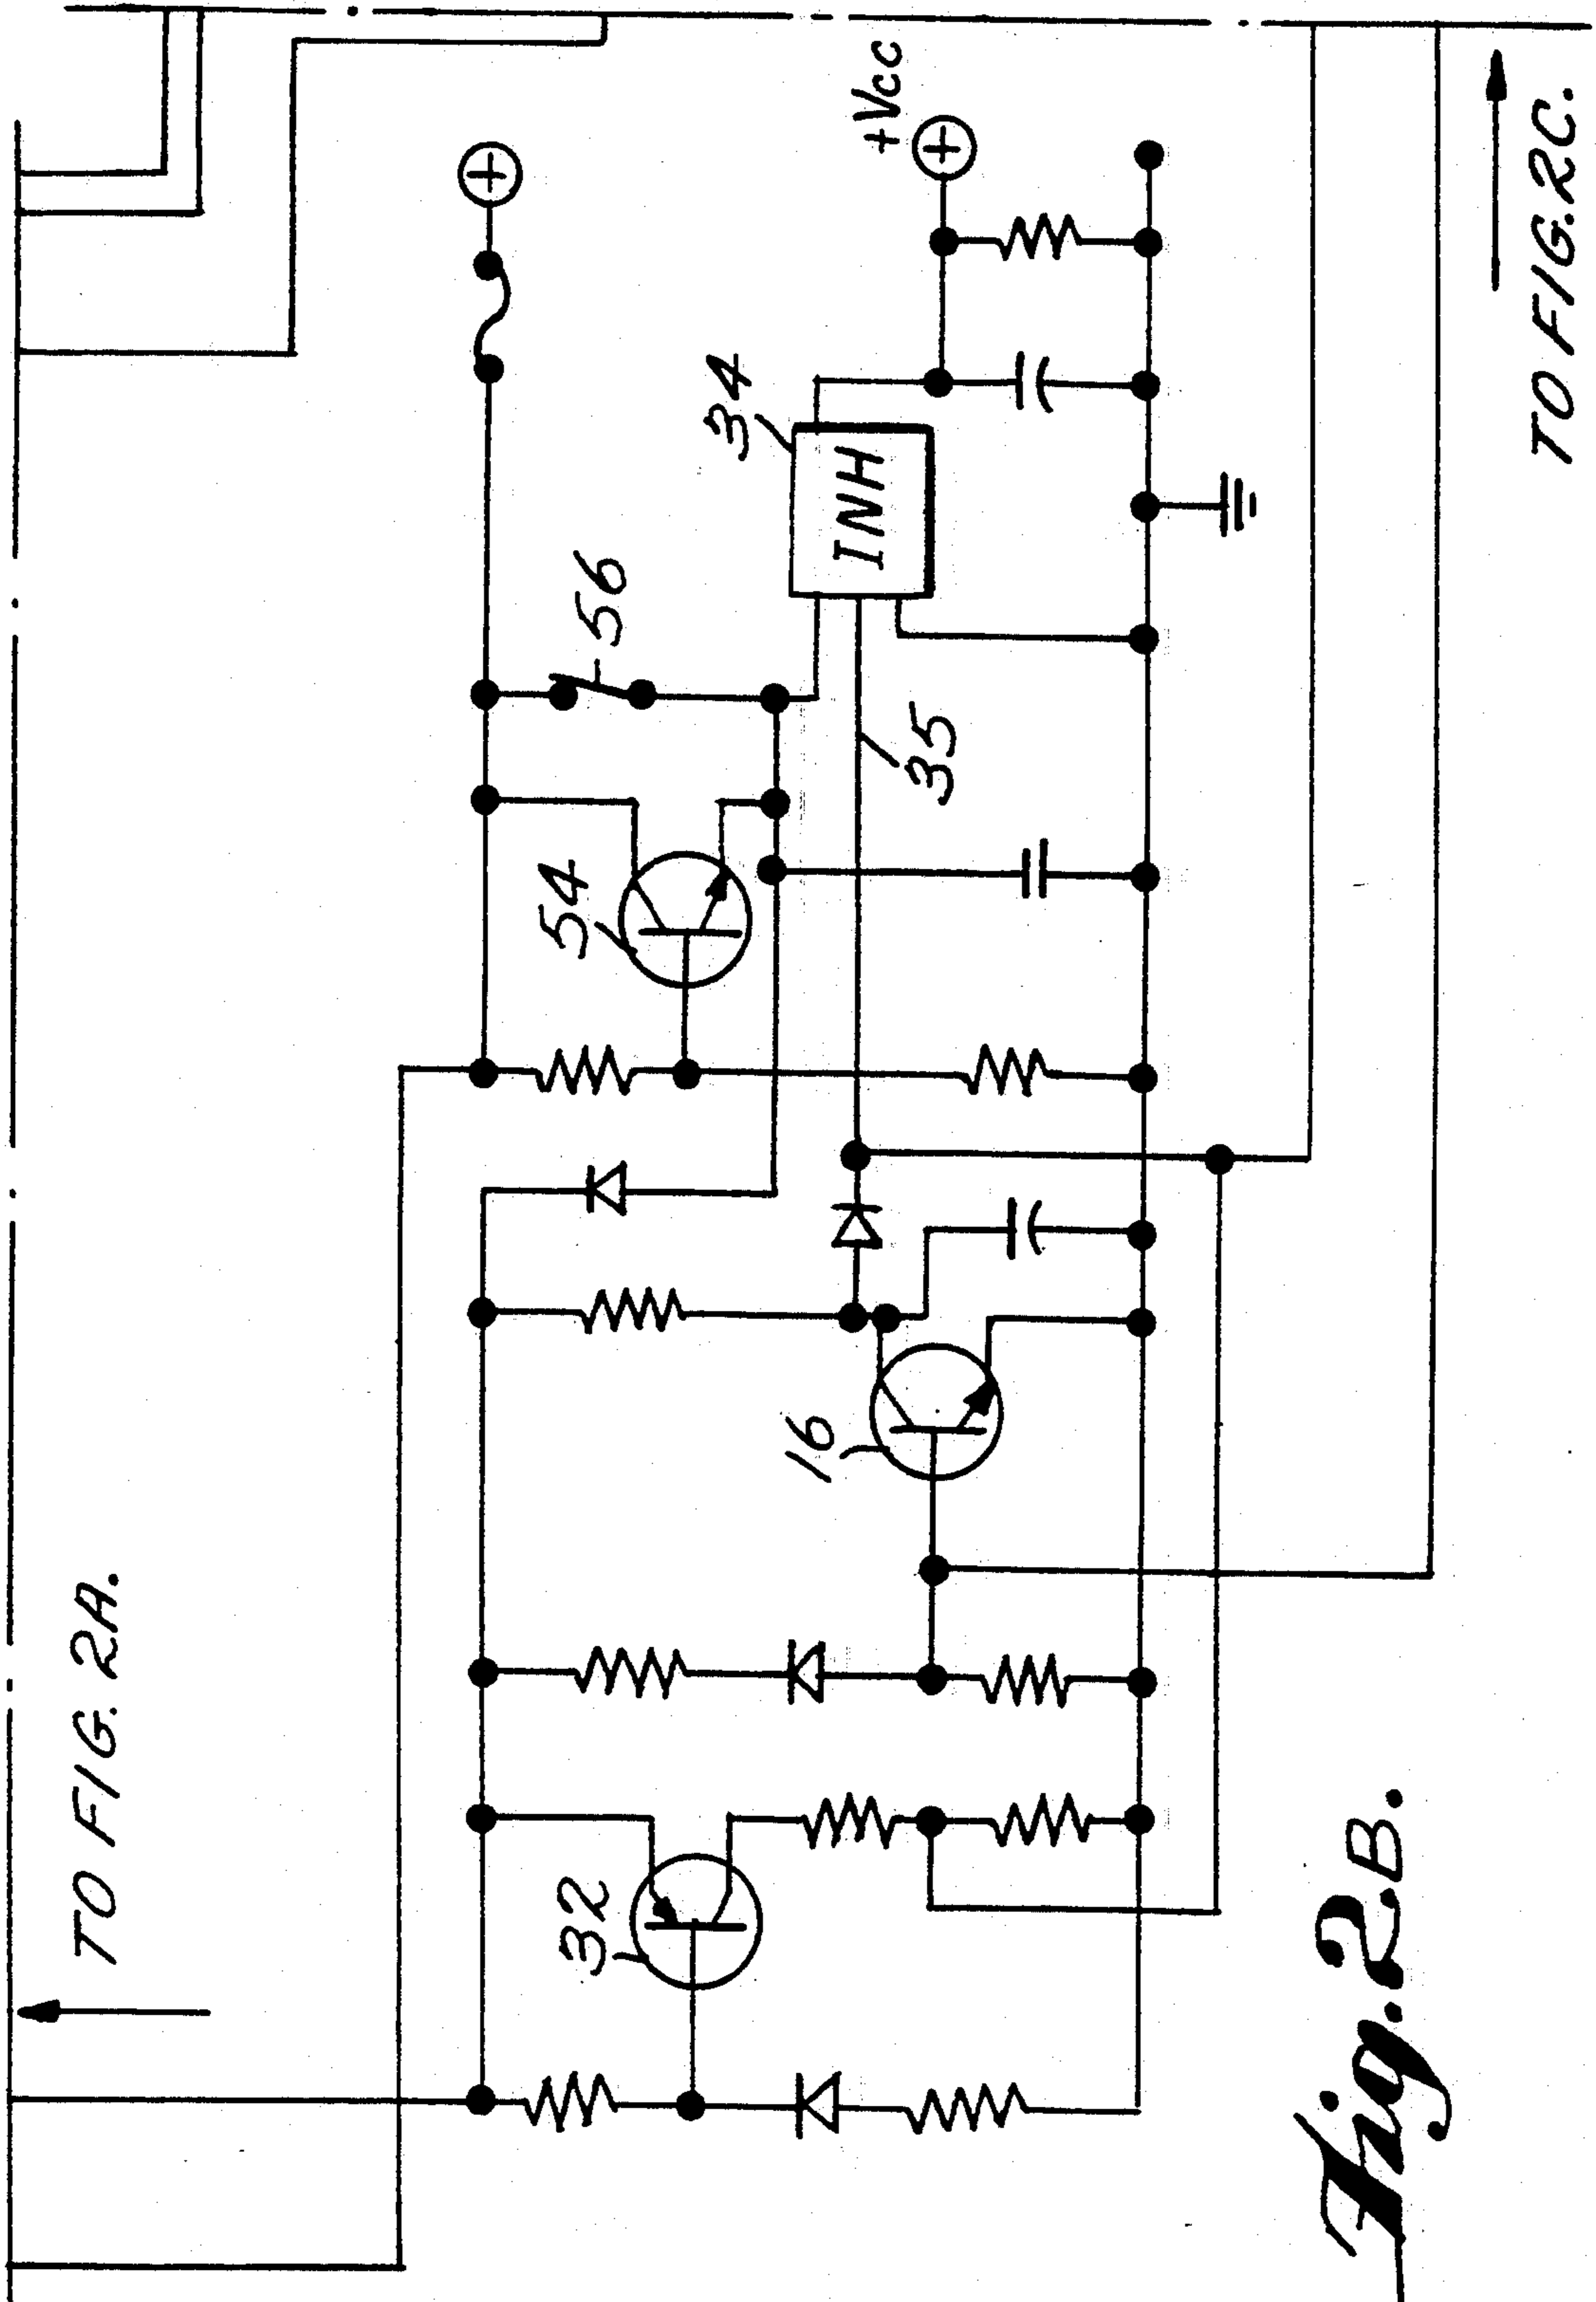 TO FIG. 2A.
+Vcc
34
INH
56
54
35
16
32
TO FIG. 2C.
Fig. 2B.